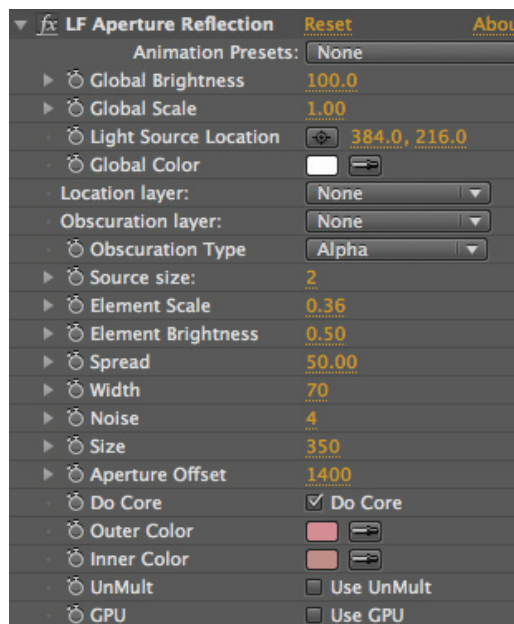 fx LF Aperture Reflection Reset Abou
Animation Presets: None
Global Brightness 100.0
Global Scale 1.00
Light Source Location 384.0, 216.0
Global Color
Location layer: None
Obscuration layer: None
Obscuration Type Alpha
Source size: 2
Element Scale 0.36
Element Brightness 0.50
Spread 50.00
Width 70
Noise 4
Size 350
Aperture Offset 1400
Do Core Do Core
Outer Color
Inner Color
UnMult Use UnMult
GPU Use GPU